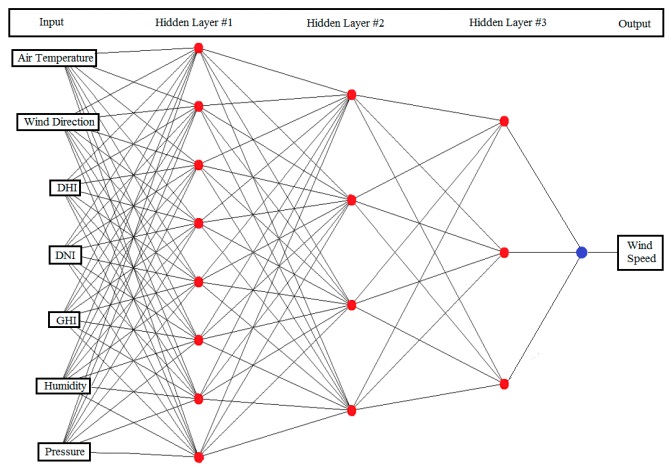 Input Hidden Layer #1 Hidden Layer #2 Hidden Layer #3 Output
Air Temperature
Wind Direction
DHI
DNI
GHI
Humidity
Pressure
Wind
Speed